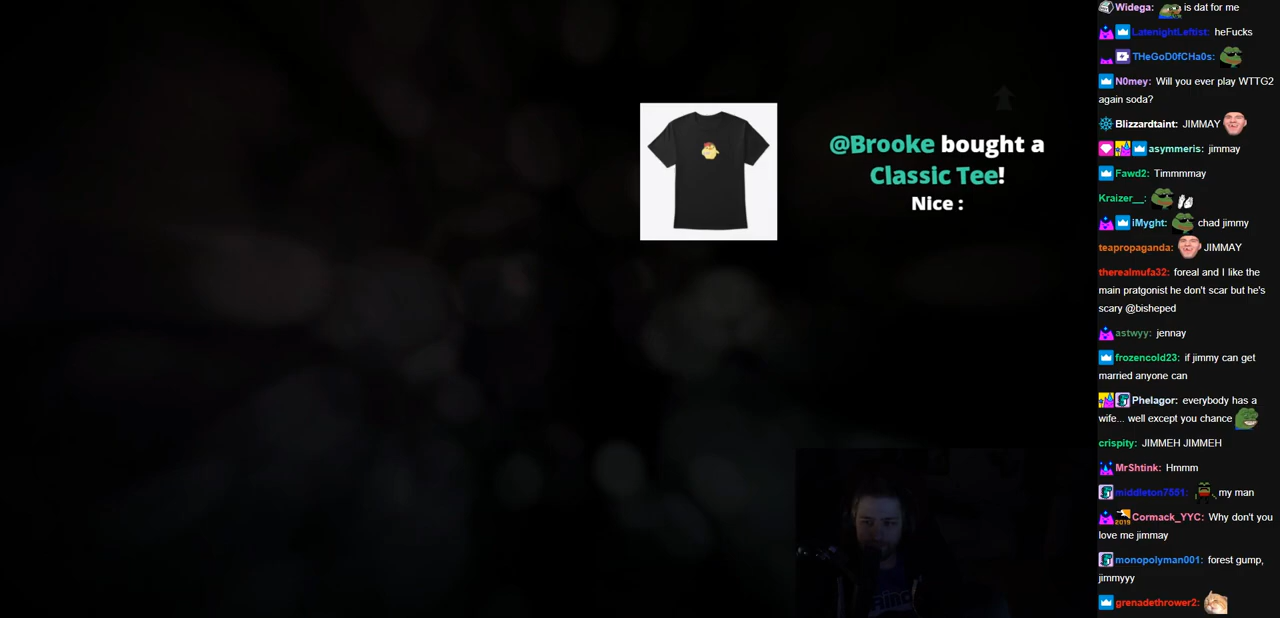 @Brooke bought a
Classic Tee!
Nice :
Widega: is dat for me
LatenightLeftist: heFucks
THeGoD0fCHa0s:
N0mey: Will you ever play WTTG2
again soda?
Blizzardtaint: JIMMAY
asymmeris: jimmay
Fawd2: Timmmmay
Kraizer__:
iMyght: chad jimmy
teapropaganda: JIMMAY
therealmufa32: foreal and I like the
main pratgonist he don't scar but he's
scary @bisheped
astwyy: jennay
frozencold23: if jimmy can get
married anyone can
Phelagor: everybody has a
wife... well except you chance
crispity: JIMMEH JIMMEH
MrShtink: Hmmm
middleton7551: my man
2019 Cormack_YYC: Why don't you
love me jimmay
monopolyman001: forest gump,
jimmyyy
grenadethrower2: